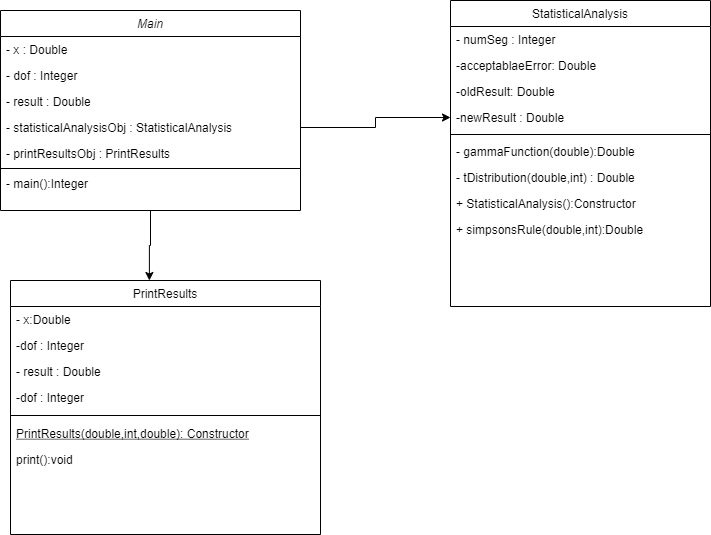 Main
- x : Double
- dof : Integer
- result : Double
- statisticalAnalysisObj : StatisticalAnalysis
- printResultsObj : PrintResults
- main():Integer
StatisticalAnalysis
- numSeg : Integer
-acceptablaeError: Double
-oldResult: Double
-newResult : Double
- gammaFunction(double):Double
- tDistribution(double,int) : Double
+ StatisticalAnalysis():Constructor
+ simpsonsRule(double,int):Double
PrintResults
- x:Double
-dof : Integer
- result : Double
-dof : Integer
PrintResults(double,int,double): Constructor
print():void